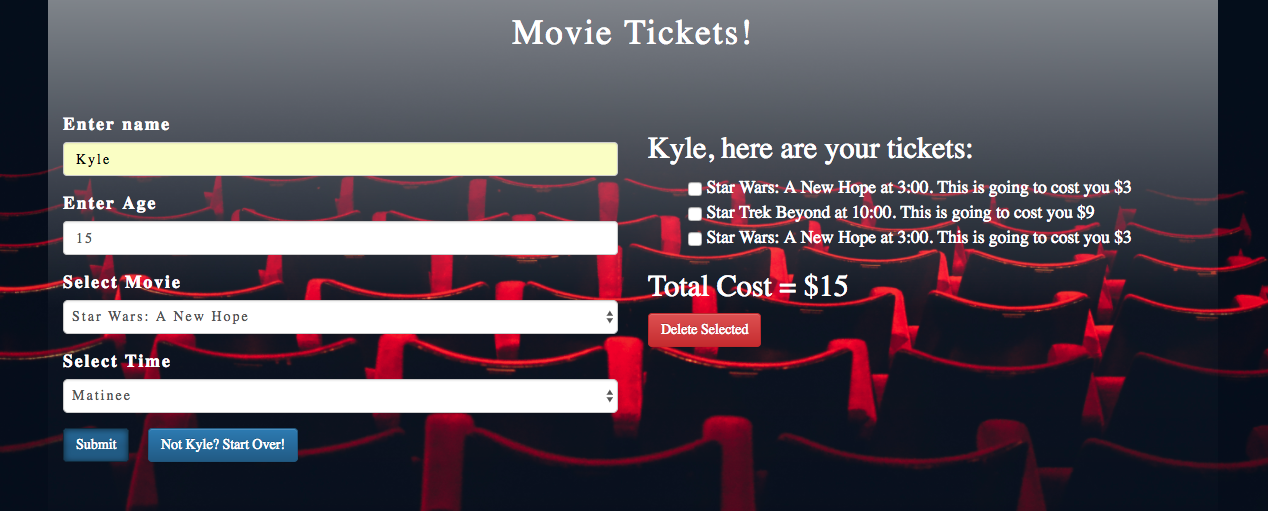 Movie Tickets!
Enter name
Kyle
Enter Age
15
Select Movie
Star Wars: A New Hope
Select Time
Matinee
Submit
Not Kyle? Start Over!
Kyle, here are your tickets:
Star Wars: A New Hope at 3:00. This is going to cost you $3
Star Trek Beyond at 10:00. This is going to cost you $9
Star Wars: A New Hope at 3:00. This is going to cost you $3
Total Cost = $15
Delete Selected